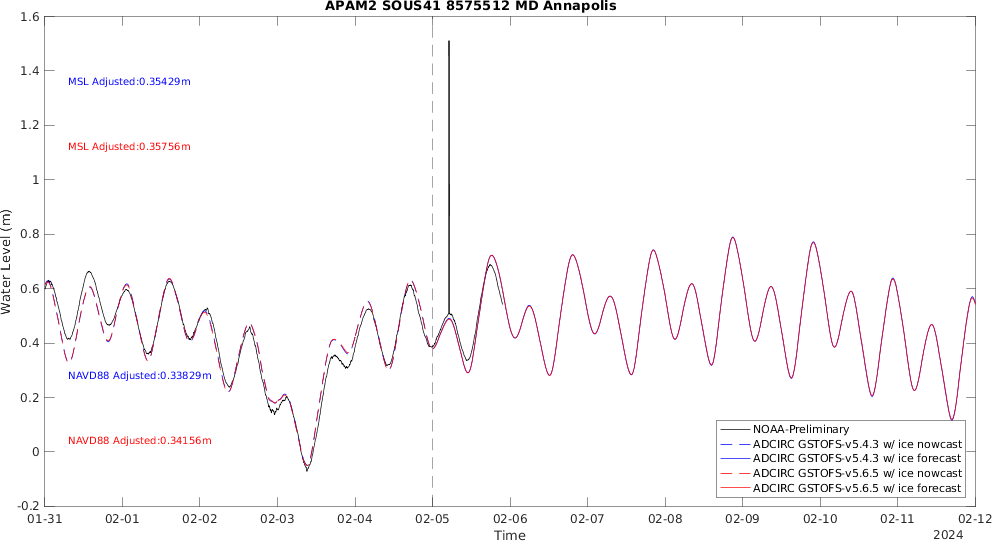 APAM2 SOUS41 8575512 MD Annapolis
1.6
1.4
MSL Adjusted:0.35429m
1.2
MSL Adjusted:0.35756m
1
0.8
Water Level (m)
0.6
0.4
NAVD88 Adjusted:0.33829m
0.2
NAVD88 Adjusted:0.34156m
0
-0.2
NOAA-Preliminary
ADCIRC GSTOFS-v5.4.3 w/ ice nowcast
ADCIRC GSTOFS-v5.4.3 w/ ice forecast
ADCIRC GSTOFS-v5.6.5 w/ ice nowcast
ADCIRC GSTOFS-v5.6.5 w/ ice forecast
01-31 02-01 02-02 02-03 02-04 02-05 02-06 02-07 02-08 02-09 02-10 02-11 02-12
Time
2024